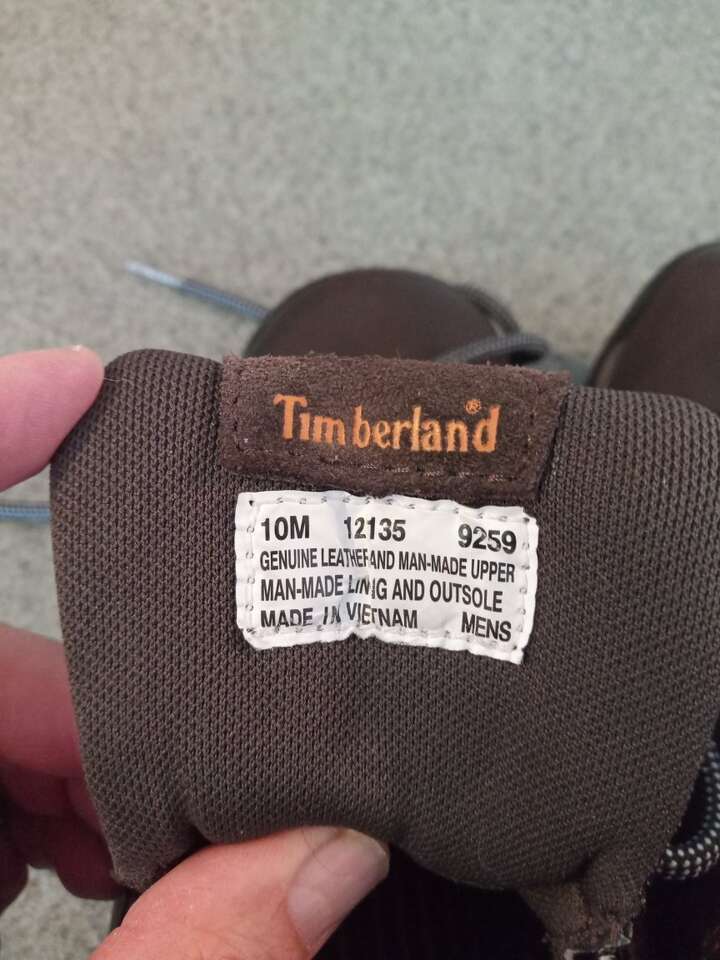 Timberland®
10M 12135 9259
GENUINE LEATHER AND MAN-MADE UPPER
MAN-MADE LINING AND OUTSOLE
MADE IN VIETNAM MENS